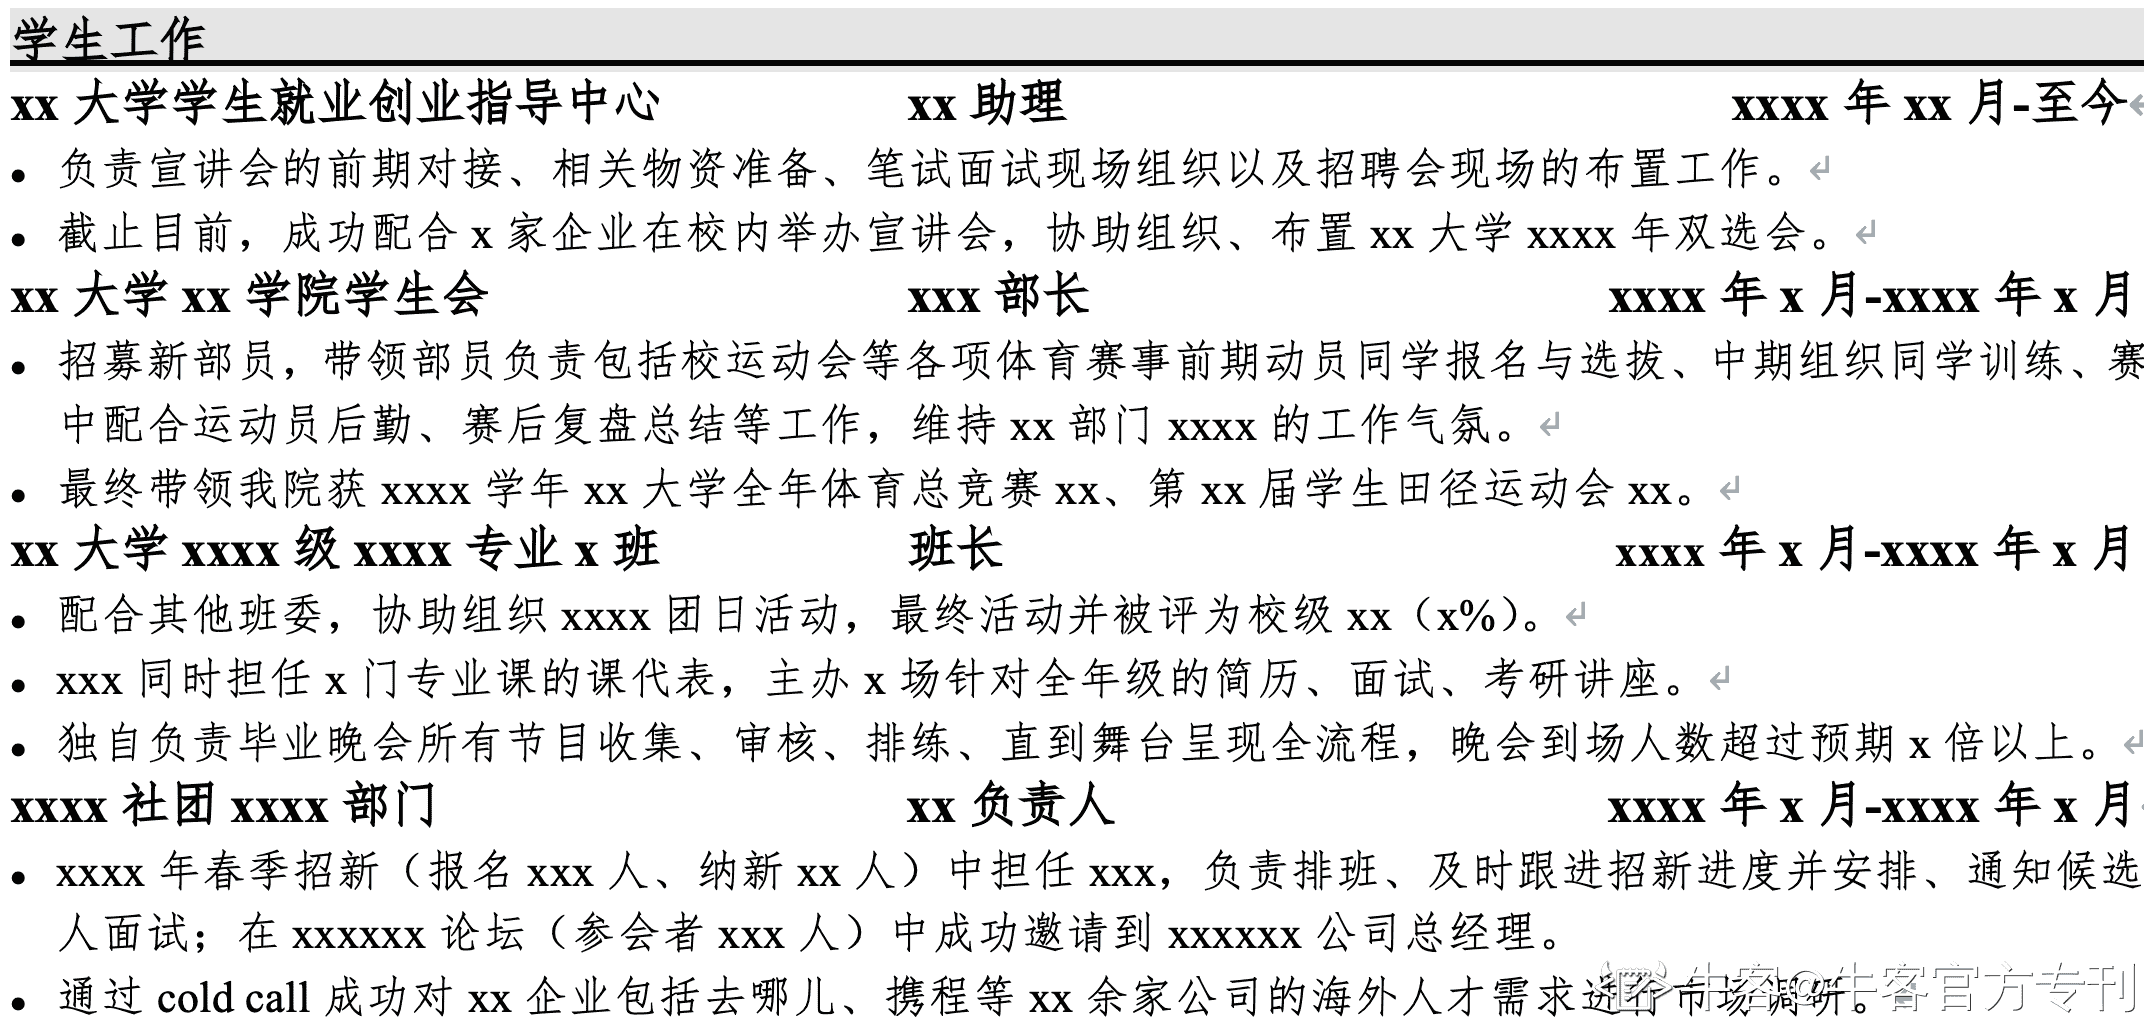 学生工作
xx 大学学生就业创业指导中心 xx 助理 xxxx 年 xx 月-至今
• 负责宣讲会的前期对接、相关物资准备、笔试面试现场组织以及招聘会现场的布置工作。
• 截止目前，成功配合 x 家企业在校内举办宣讲会，协助组织、布置 xx 大学 xxxx 年双选会。
xx 大学 xx 学院学生会 xxx 部长 xxxx 年 x 月-xxxx 年 x 月
• 招募新部员，带领部员负责包括校运动会等各项体育赛事前期动员同学报名与选拔、中期组织同学训练、赛
中配合运动员后勤、赛后复盘总结等工作，维持 xx 部门 xxxx 的工作气氛。
• 最终带领我院获 xxxx 学年 xx 大学全年体育总竞赛 xx、第 xx 届学生田径运动会 xx。
xx 大学 xxxx 级 xxxx 专业 x 班 班长 xxxx 年 x 月-xxxx 年 x 月
• 配合其他班委，协助组织 xxxx 团日活动，最终活动并被评为校级 xx（x%）。
• xxx 同时担任 x 门专业课的课代表，主办 x 场针对全年级的简历、面试、考研讲座。
• 独自负责毕业晚会所有节目收集、审核、排练、直到舞台呈现全流程，晚会到场人数超过预期 x 倍以上。
xxxx 社团 xxxx 部门 xx 负责人 xxxx 年 x 月-xxxx 年 x 月
• xxxx 年春季招新（报名 xxx 人、纳新 xx 人）中担任 xxx，负责排班、及时跟进招新进度并安排、通知候选
人面试；在 xxxxxx 论坛（参会者 xxx 人）中成功邀请到 xxxxxx 公司总经理。
• 通过 cold call 成功对 xx 企业包括去哪儿、携程等 xx 余家公司的海外人才需求进行市场调研。
牛客@牛客官方专刊